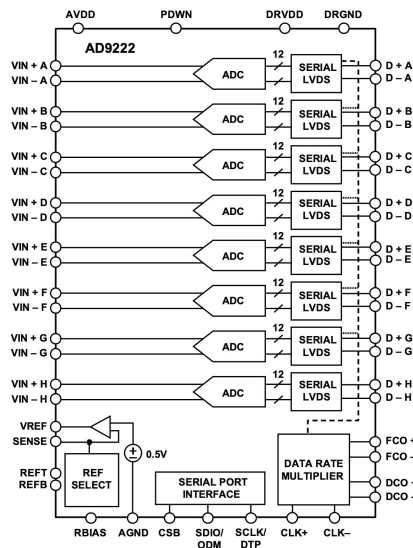 AVDD PDWN DRVDD DRGND
AD9222
VIN + A
VIN – A
ADC
12
SERIAL
LVDS
D + A
D – A
VIN + B
VIN – B
ADC
12
SERIAL
LVDS
D + B
D – B
VIN + C
VIN – C
ADC
12
SERIAL
LVDS
D + C
D – C
VIN + D
VIN – D
ADC
12
SERIAL
LVDS
D + D
D – D
VIN + E
VIN – E
ADC
12
SERIAL
LVDS
D + E
D – E
VIN + F
VIN – F
ADC
12
SERIAL
LVDS
D + F
D – F
VIN + G
VIN – G
ADC
12
SERIAL
LVDS
D + G
D – G
VIN + H
VIN – H
ADC
12
SERIAL
LVDS
D + H
D – H
VREF
SENSE
0.5V
REFT
REFB
REF
SELECT
SERIAL PORT
INTERFACE
DATA RATE
MULTIPLIER
FCO +
FCO –
DCO +
DCO –
RBIAS AGND CSB SDIO/
ODM
SCLK/
DTP
CLK+ CLK–